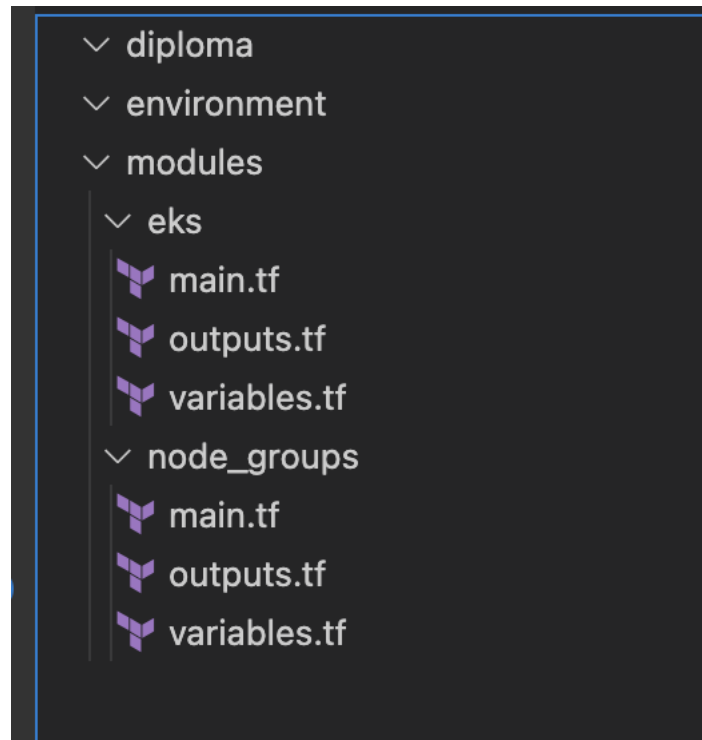 diploma
environment
modules
eks
main.tf
outputs.tf
variables.tf
node_groups
main.tf
outputs.tf
variables.tf